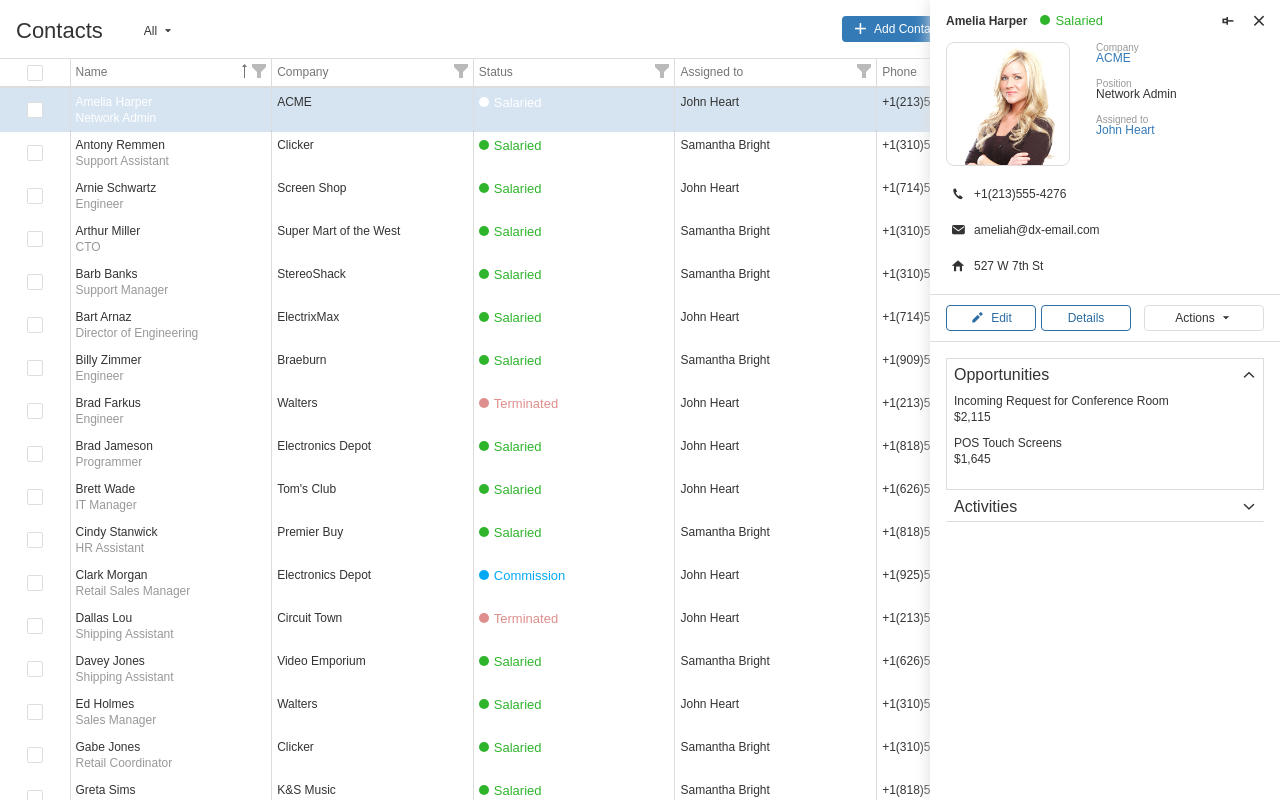 Contacts
All
Add Conta
Name
Company
Status
Assigned to
Phone
Amelia Harper
Network Admin
ACME
Salaried
John Heart
+1(213)5
Antony Remmen
Support Assistant
Clicker
Salaried
Samantha Bright
+1(310)5
Arnie Schwartz
Engineer
Screen Shop
Salaried
John Heart
+1(714)5
Arthur Miller
CTO
Super Mart of the West
Salaried
Samantha Bright
+1(310)5
Barb Banks
Support Manager
StereoShack
Salaried
Samantha Bright
+1(310)5
Bart Arnaz
Director of Engineering
ElectrixMax
Salaried
John Heart
+1(714)5
Billy Zimmer
Engineer
Braeburn
Salaried
Samantha Bright
+1(909)5
Brad Farkus
Engineer
Walters
Terminated
John Heart
+1(213)5
Brad Jameson
Programmer
Electronics Depot
Salaried
John Heart
+1(818)5
Brett Wade
IT Manager
Tom's Club
Salaried
John Heart
+1(626)5
Cindy Stanwick
HR Assistant
Premier Buy
Salaried
Samantha Bright
+1(818)5
Clark Morgan
Retail Sales Manager
Electronics Depot
Commission
John Heart
+1(925)5
Dallas Lou
Shipping Assistant
Circuit Town
Terminated
John Heart
+1(213)5
Davey Jones
Shipping Assistant
Video Emporium
Salaried
Samantha Bright
+1(626)5
Ed Holmes
Sales Manager
Walters
Salaried
John Heart
+1(310)5
Gabe Jones
Retail Coordinator
Clicker
Salaried
Samantha Bright
+1(310)5
Greta Sims
K&S Music
Salaried
Samantha Bright
+1(818)5
Amelia Harper
Salaried
Company
ACME
Position
Network Admin
Assigned to
John Heart
+1(213)555-4276
ameliah@dx-email.com
527 W 7th St
Edit
Details
Actions
Opportunities
Incoming Request for Conference Room
$2,115
POS Touch Screens
$1,645
Activities